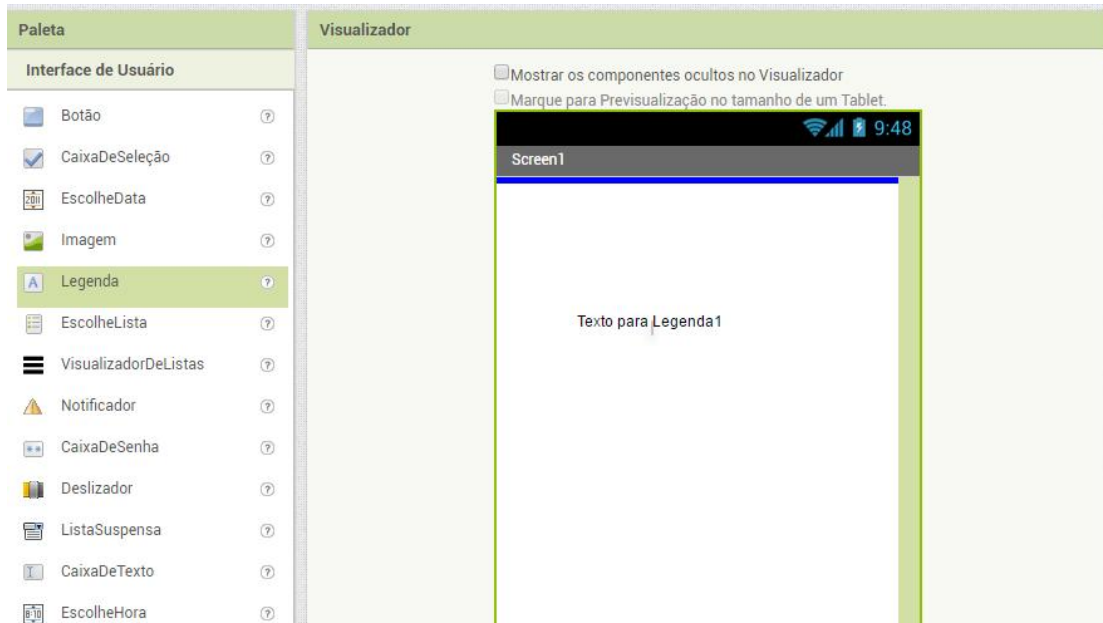 Paleta
Interface de Usuário
Botão
CaixaDeSeleção
EscolheData
Imagem
Legenda
EscolheLista
VisualizadorDeListas
Notificador
CaixaDeSenha
Deslizador
ListaSuspensa
CaixaDeTexto
EscolheHora
Visualizador
Mostrar os componentes ocultos no Visualizador
Marque para Previsualização no tamanho de um Tablet.
9:48
Screen1
Texto para Legenda1